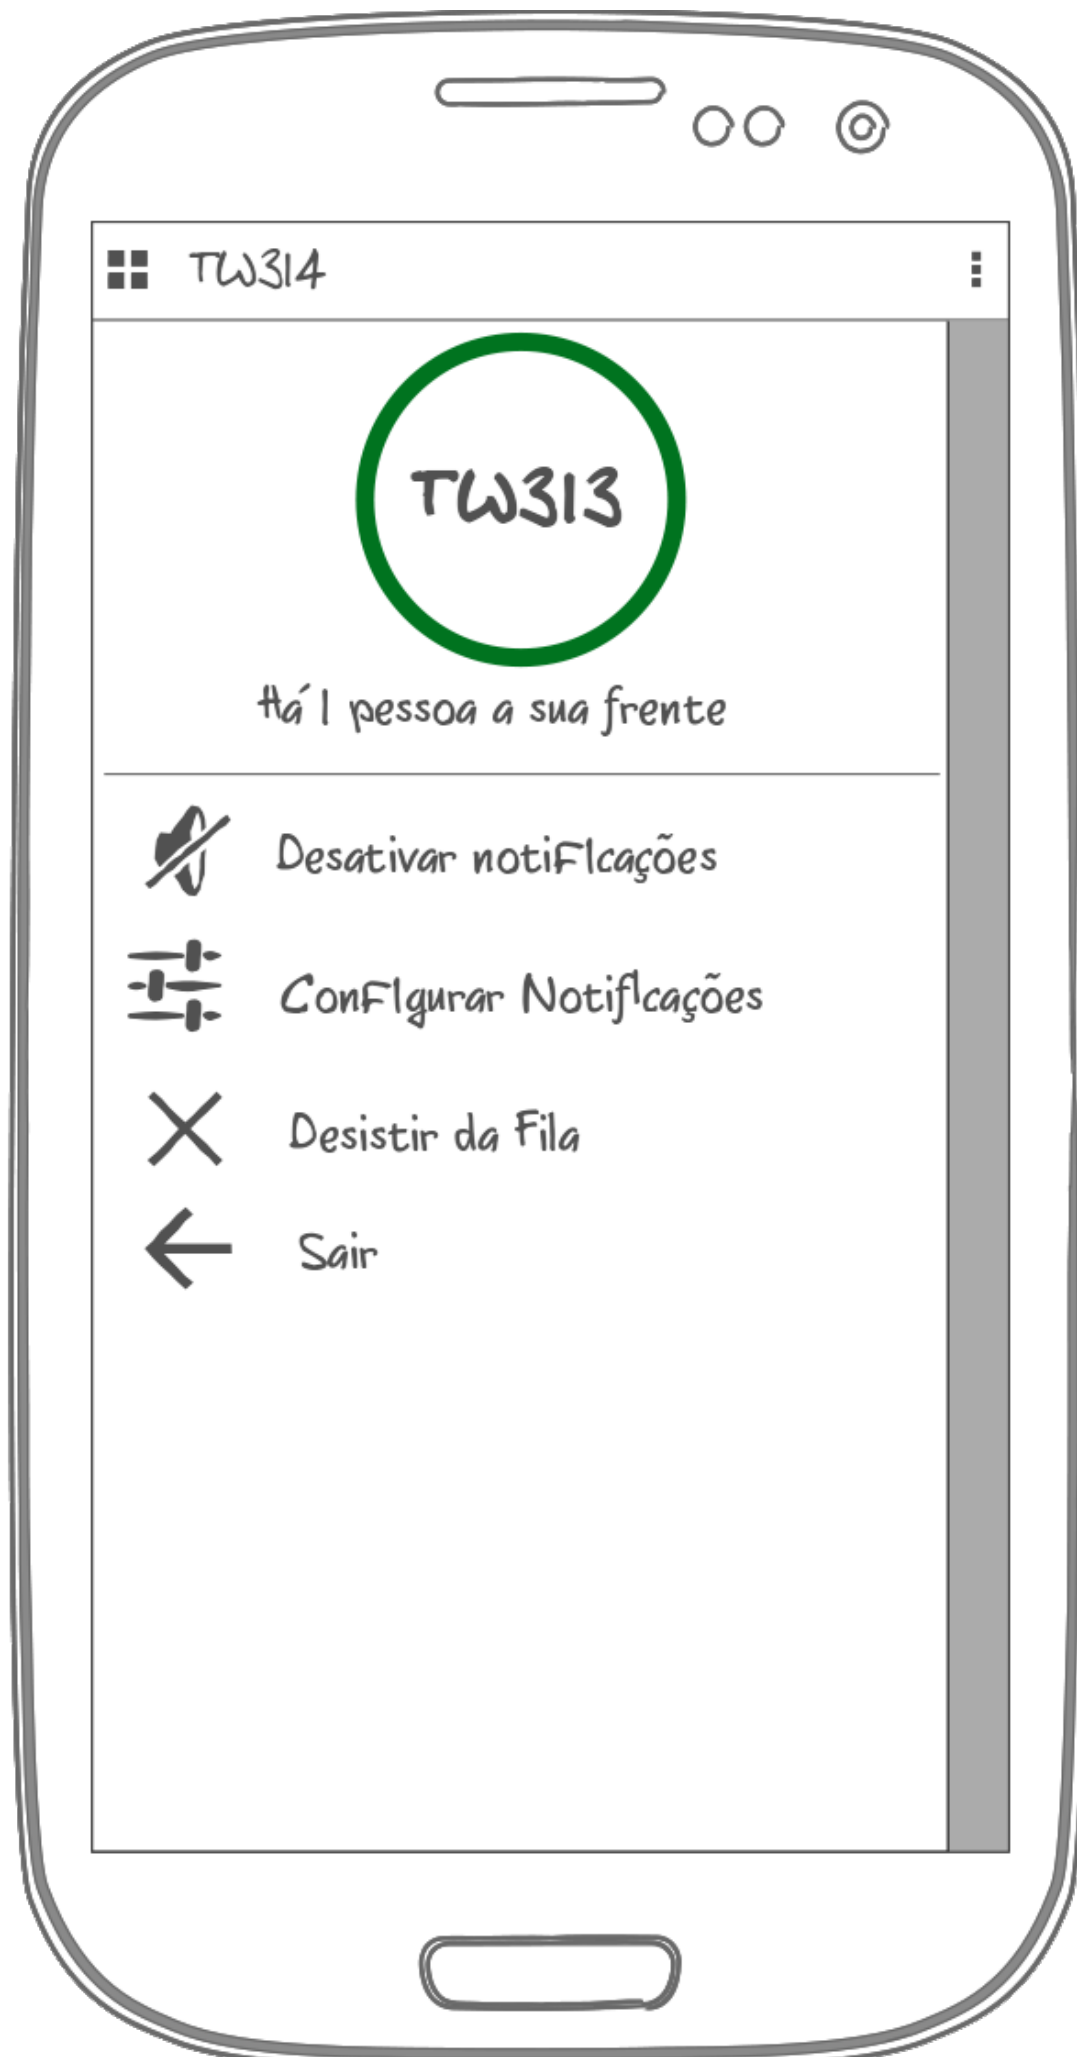 TW314
TW313
Há 1 pessoa a sua frente
Desativar notificações
Configurar Notificações
Desistir da Fila
Sair